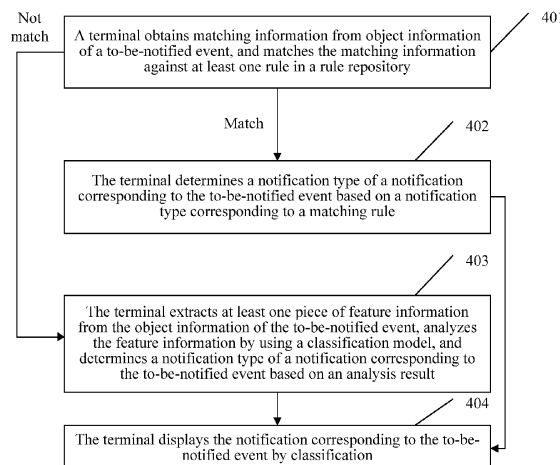 Not
match
401
A terminal obtains matching information from object information
of a to-be-notified event, and matches the matching information
against at least one rule in a rule repository
Match
402
The terminal determines a notification type of a notification
corresponding to the to-be-notified event based on a notification
type corresponding to a matching rule
403
The terminal extracts at least one piece of feature information
from the object information of the to-be-notified event, analyzes
the feature information by using a classification model, and
determines a notification type of a notification corresponding to
the to-be-notified event based on an analysis result
404
The terminal displays the notification corresponding to the to-be-
notified event by classification